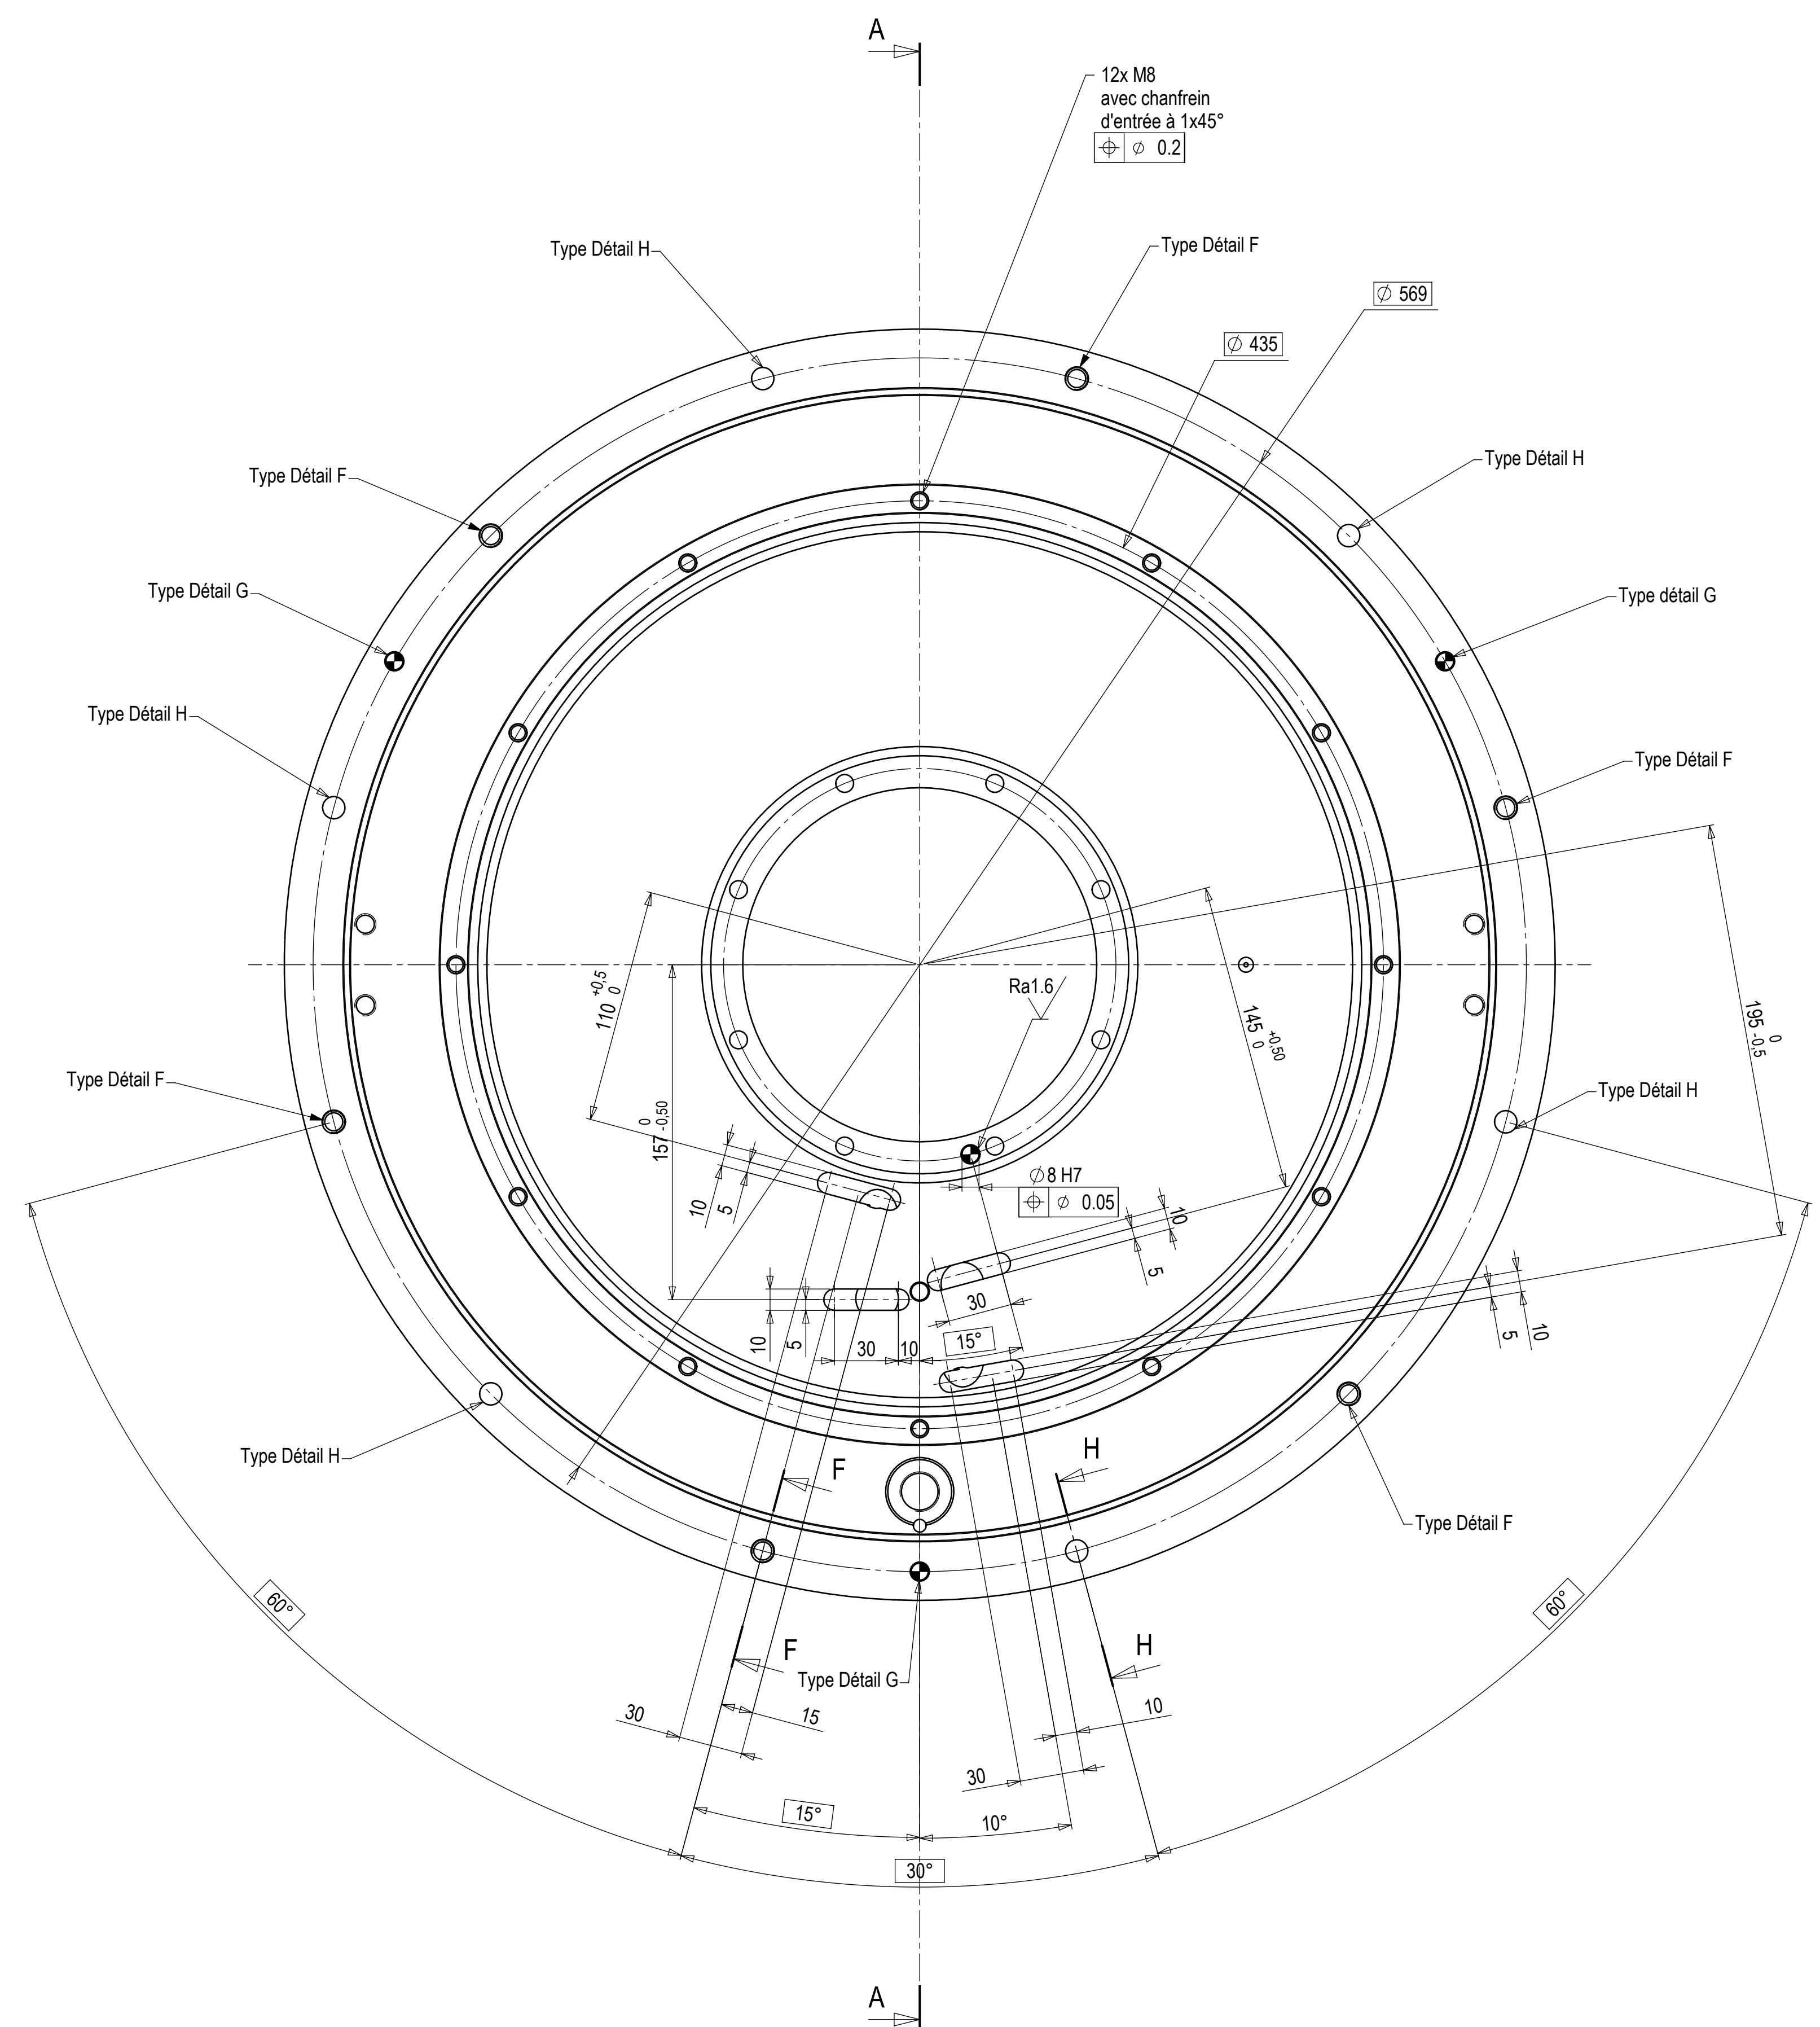 A
12x M8
avec chanfrein
d'entrée à 1x45°
⌀ 0.2
Type Détail H
Type Détail F
⌀ 569
⌀ 435
Type Détail H
Type Détail F
Type Détail G
Type détail G
Type Détail H
Type Détail F
Ra1.6
110 +0,5 0
145 +0,50 0
195 0 -0,5
157 0 -0,50
Type Détail F
Type Détail H
⌀8 H7
⌀ 0.05
10
5
10
5
30
15°
10
5
30
10
10
5
Type Détail H
F
H
Type Détail F
60°
60°
F
H
Type Détail G
30
15
10
30
15°
10°
30°
A